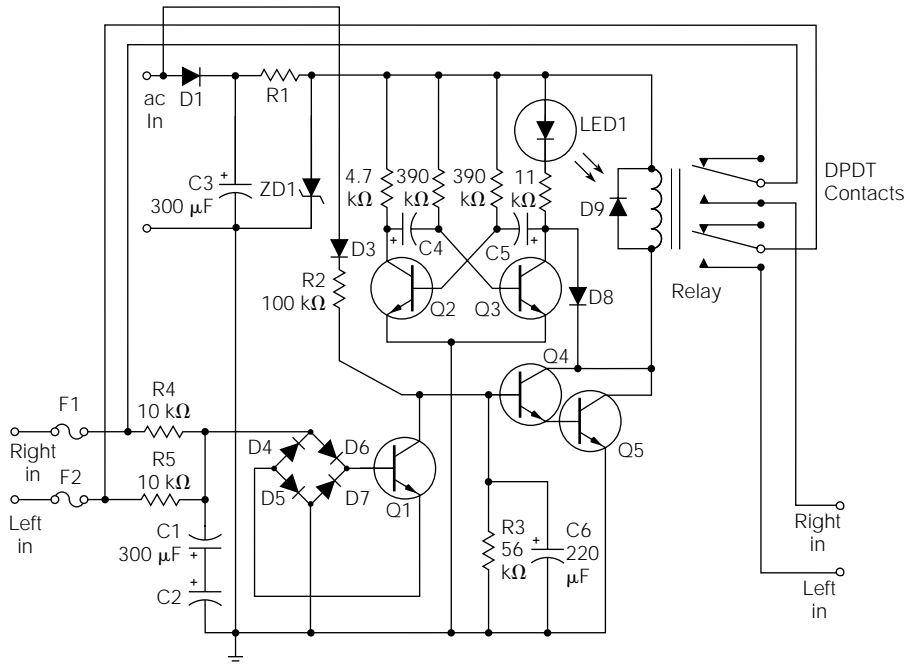 ac
In
D1
R1
C3
300 µF
ZD1
D3
R2
100 kΩ
4.7
kΩ
390
kΩ
390
kΩ
11
kΩ
LED1
C4
C5
Q2
Q3
D8
D9
Relay
DPDT
Contacts
Q4
Q5
F1
Right
in
R4
10 kΩ
F2
Left
in
R5
10 kΩ
D4
D6
D5
D7
Q1
C1
300 µF
C2
R3
56
kΩ
C6
220
µF
Right
in
Left
in